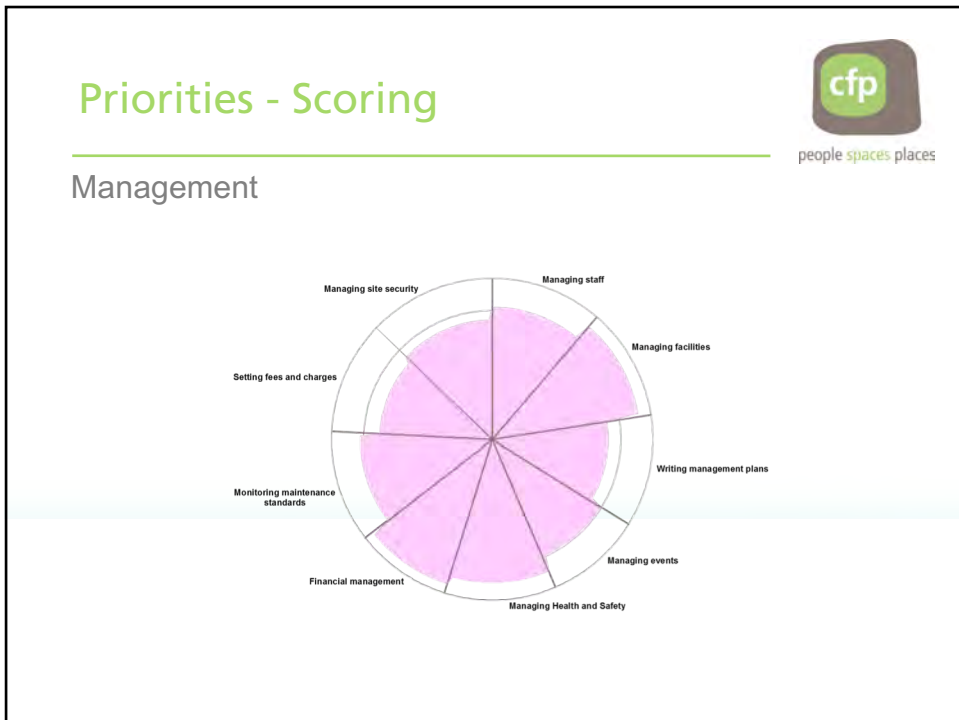 Priorities - Scoring
cfp
people spaces places
Management
Managing staff
Managing site security
Managing facilities
Setting fees and charges
Writing management plans
Monitoring maintenance
standards
Managing events
Financial management
Managing Health and Safety